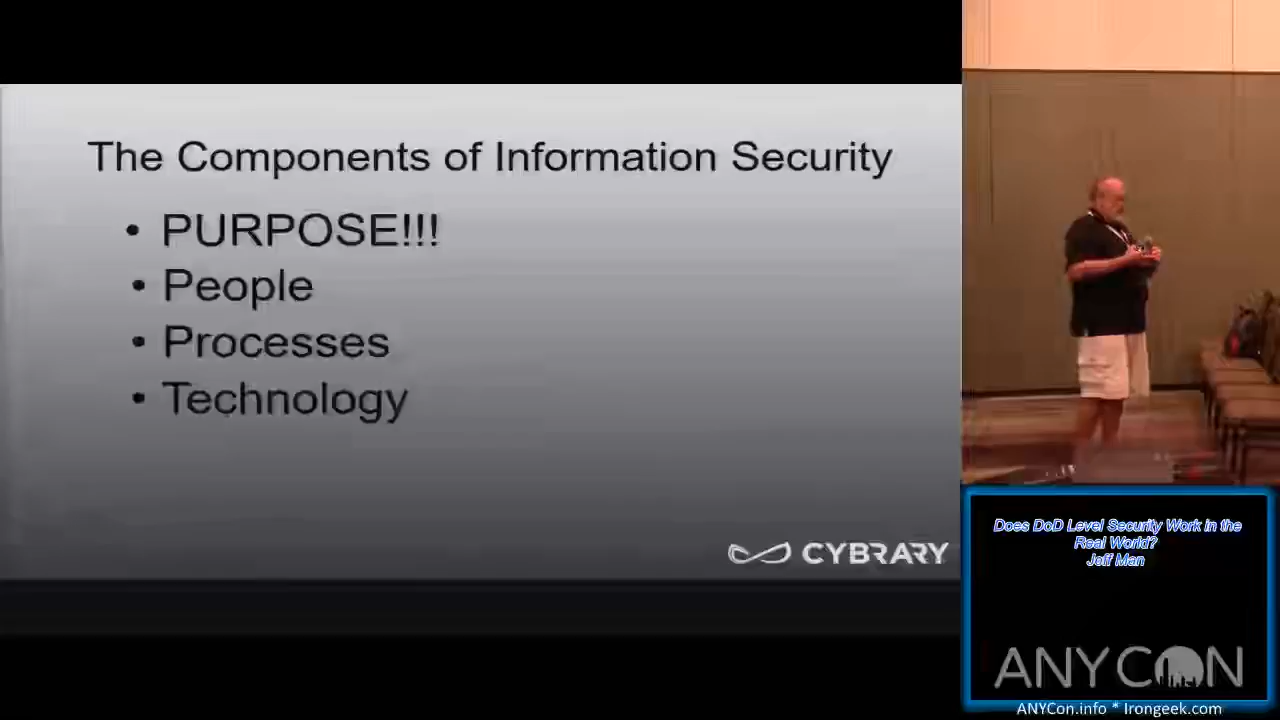 The Components of Information Security
• PURPOSE!!!
• People
• Processes
• Technology
CYBRARY
Does DoD Level Security Work in the
Real World?
Jeff Man
ANYCON
ANYCon.info * Irongeek.com